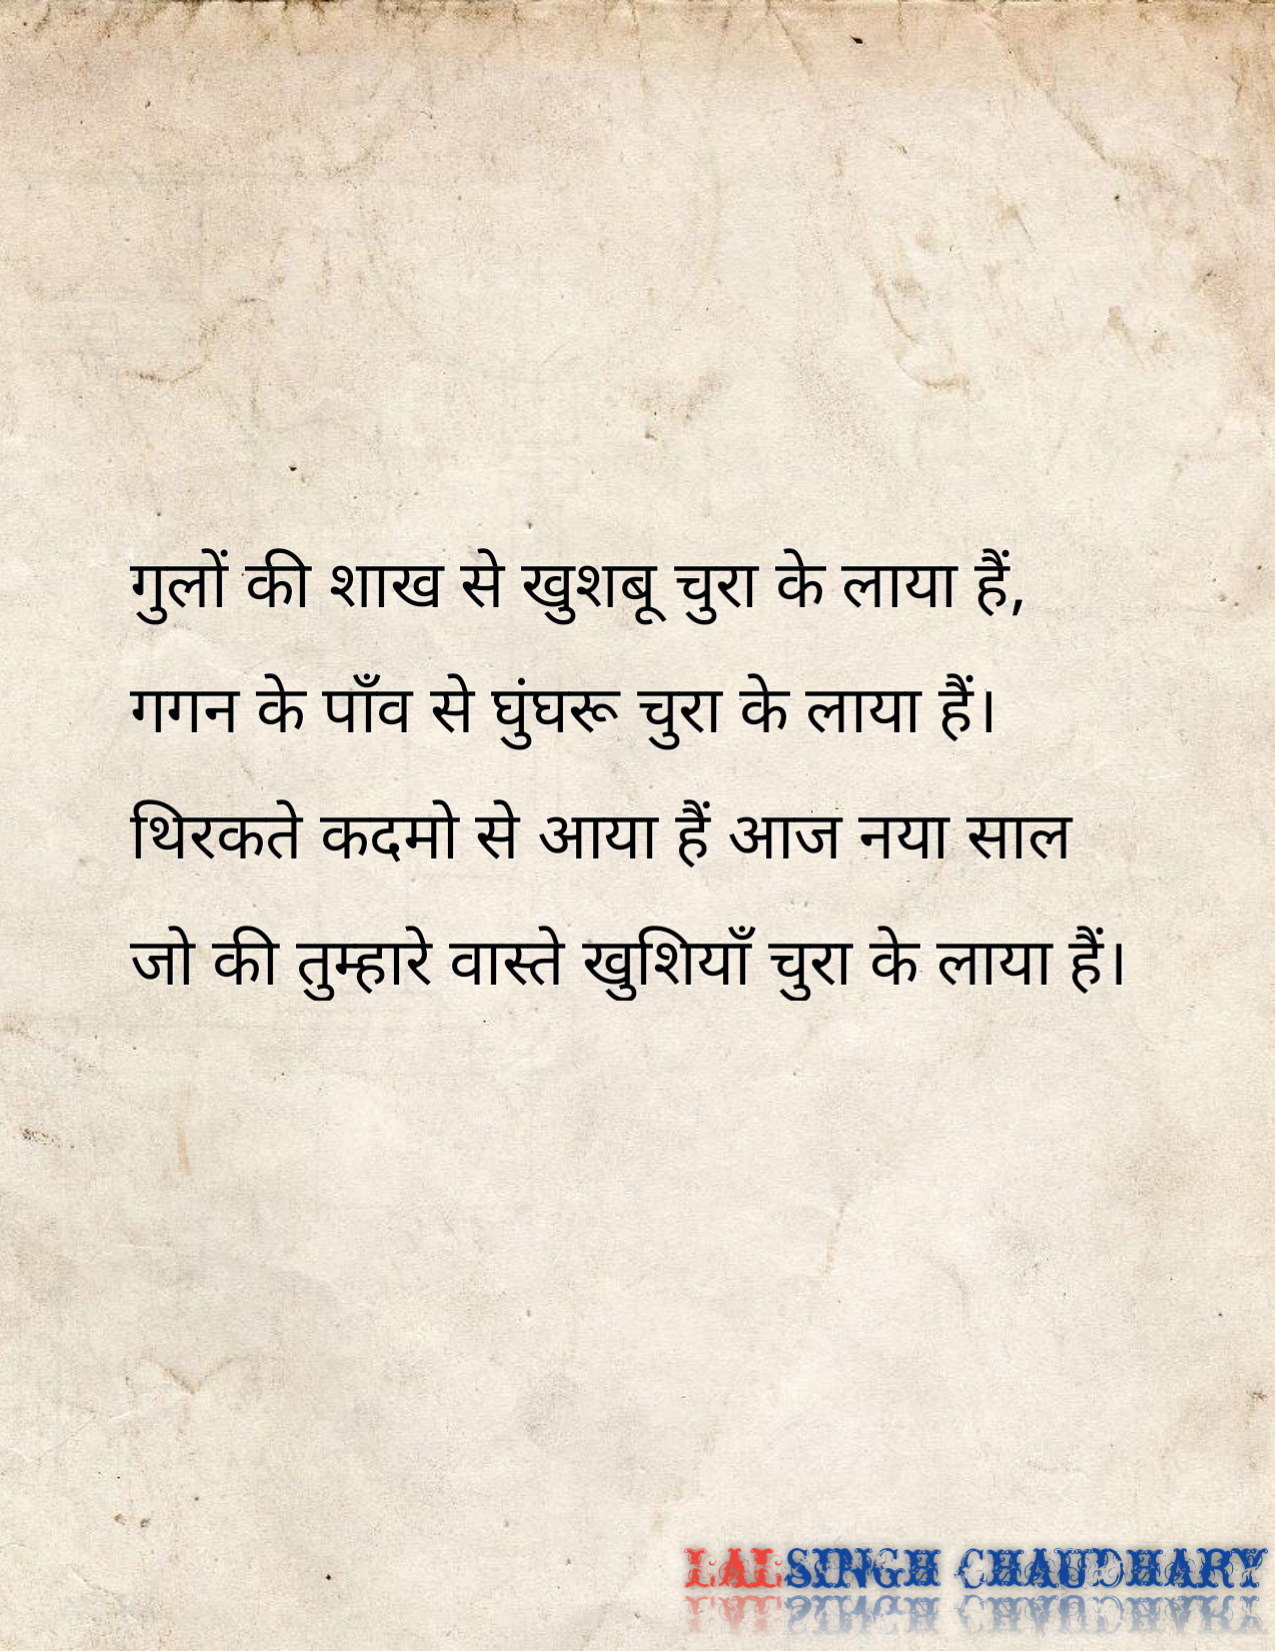 गुलों की शाख से खुशबू चुरा के लाया हैं,
गगन के पाँव से घुंघरू चुरा के लाया हैं।
थिरकते कदमो से आया हैं आज नया साल
जो की तुम्हारे वास्ते खुशियाँ चुरा के लाया हैं।
LALSINGH CHAUDHARY